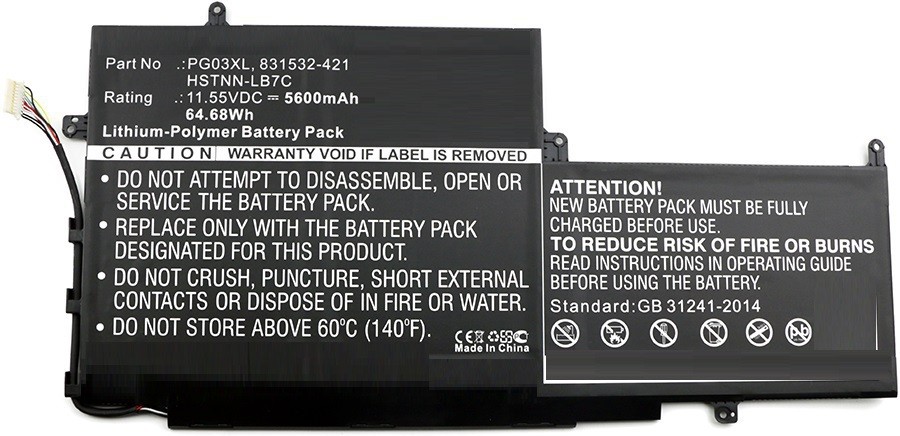 Part No .:PG03XL, 831532-421
HSTNN-LB7C
Rating .:11.55VDC ⎓ 5600mAh
64.68Wh
Lithium-Polymer Battery Pack
CAUTION WARRANTY VOID IF LABEL IS REMOVED
• DO NOT ATTEMPT TO DISASSEMBLE, OPEN OR
SERVICE THE BATTERY PACK.
• REPLACE ONLY WITH THE BATTERY PACK
DESIGNATED FOR THIS PRODUCT.
• DO NOT CRUSH, PUNCTURE, SHORT EXTERNAL
CONTACTS OR DISPOSE OF IN FIRE OR WATER.
• DO NOT STORE ABOVE 60ºC (140ºF).
CE
Made In China
ATTENTION!
NEW BATTERY PACK MUST BE FULLY
CHARGED BEFORE USE.
TO REDUCE RISK OF FIRE OR BURNS
READ INSTRUCTIONS IN OPERATING GUIDE
BEFORE USING THE BATTERY.
Standard:GB 31241-2014
Pb